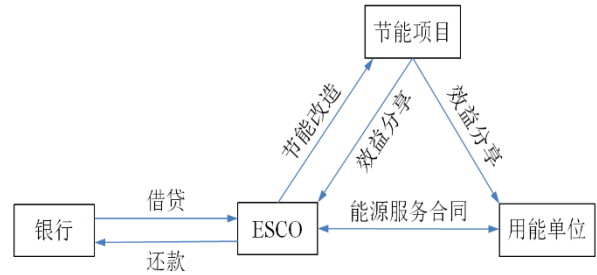 节能项目
节能改造
效益分享
效益分享
借贷
能源服务合同
银行
ESCO
用能单位
还款